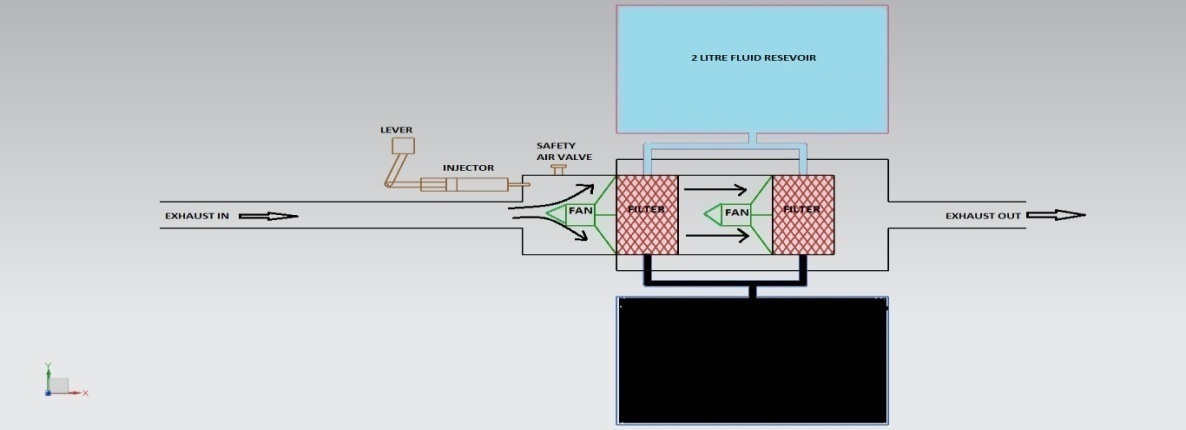 2 LITRE FLUID RESEVOIR
LEVER
SAFETY
AIR VALVE
INJECTOR
EXHAUST IN
FAN
FILTER
FAN
FILTER
EXHAUST OUT
Y
X